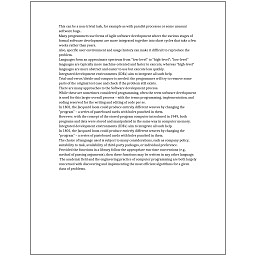 This can be a non-trivial task, for example as with parallel processes or some unusual
software bugs.
Many programmers use forms of Agile software development where the various stages of
formal software development are more integrated together into short cycles that take a few
weeks rather than years.
Also, specific user environment and usage history can make it difficult to reproduce the
problem.
Languages form an approximate spectrum from "low-level" to "high-level"; "low-level"
languages are typically more machine-oriented and faster to execute, whereas "high-level"
languages are more abstract and easier to use but execute less quickly.
Integrated development environments (IDEs) aim to integrate all such help.
Trial-and-error/divide-and-conquer is needed: the programmer will try to remove some
parts of the original test case and check if the problem still exists.
There are many approaches to the Software development process.
While these are sometimes considered programming, often the term software development
is used for this larger overall process – with the terms programming, implementation, and
coding reserved for the writing and editing of code per se.
In 1801, the Jacquard loom could produce entirely different weaves by changing the
"program" – a series of pasteboard cards with holes punched in them.
However, with the concept of the stored-program computer introduced in 1949, both
programs and data were stored and manipulated in the same way in computer memory.
Integrated development environments (IDEs) aim to integrate all such help.
In 1801, the Jacquard loom could produce entirely different weaves by changing the
"program" – a series of pasteboard cards with holes punched in them.
The choice of language used is subject to many considerations, such as company policy,
suitability to task, availability of third-party packages, or individual preference.
Provided the functions in a library follow the appropriate run-time conventions (e.g.,
method of passing arguments), then these functions may be written in any other language.
The academic field and the engineering practice of computer programming are both largely
concerned with discovering and implementing the most efficient algorithms for a given
class of problems.